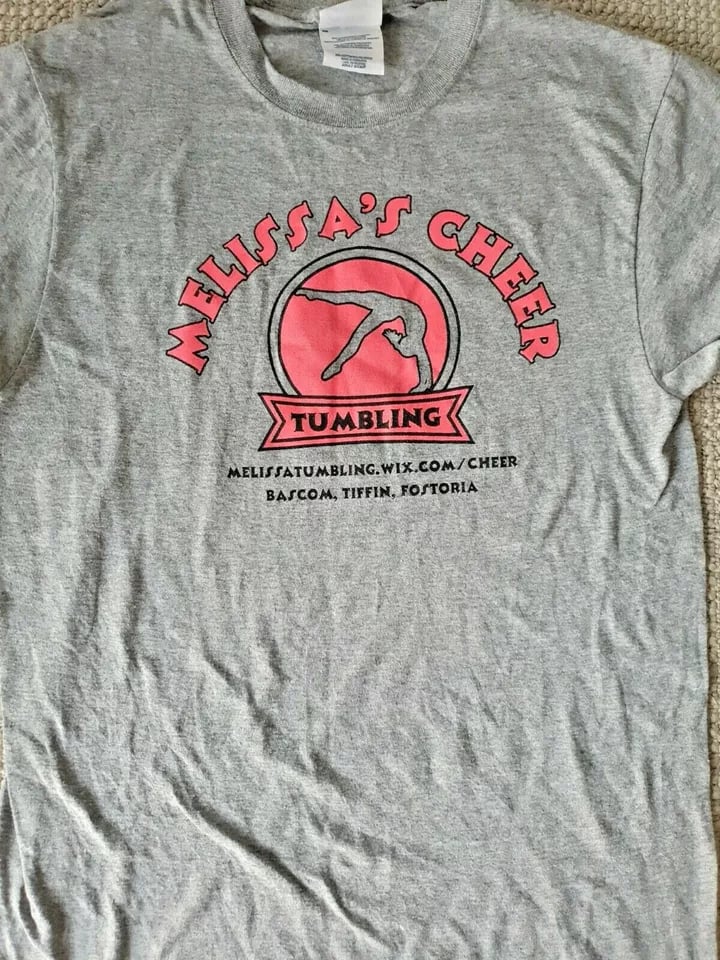 MELISSA'S CHEER
TUMBLING
MELISSATUMBLING.WIX.COM/CHEER
BASCOM, TIFFIN, FOSTORIA